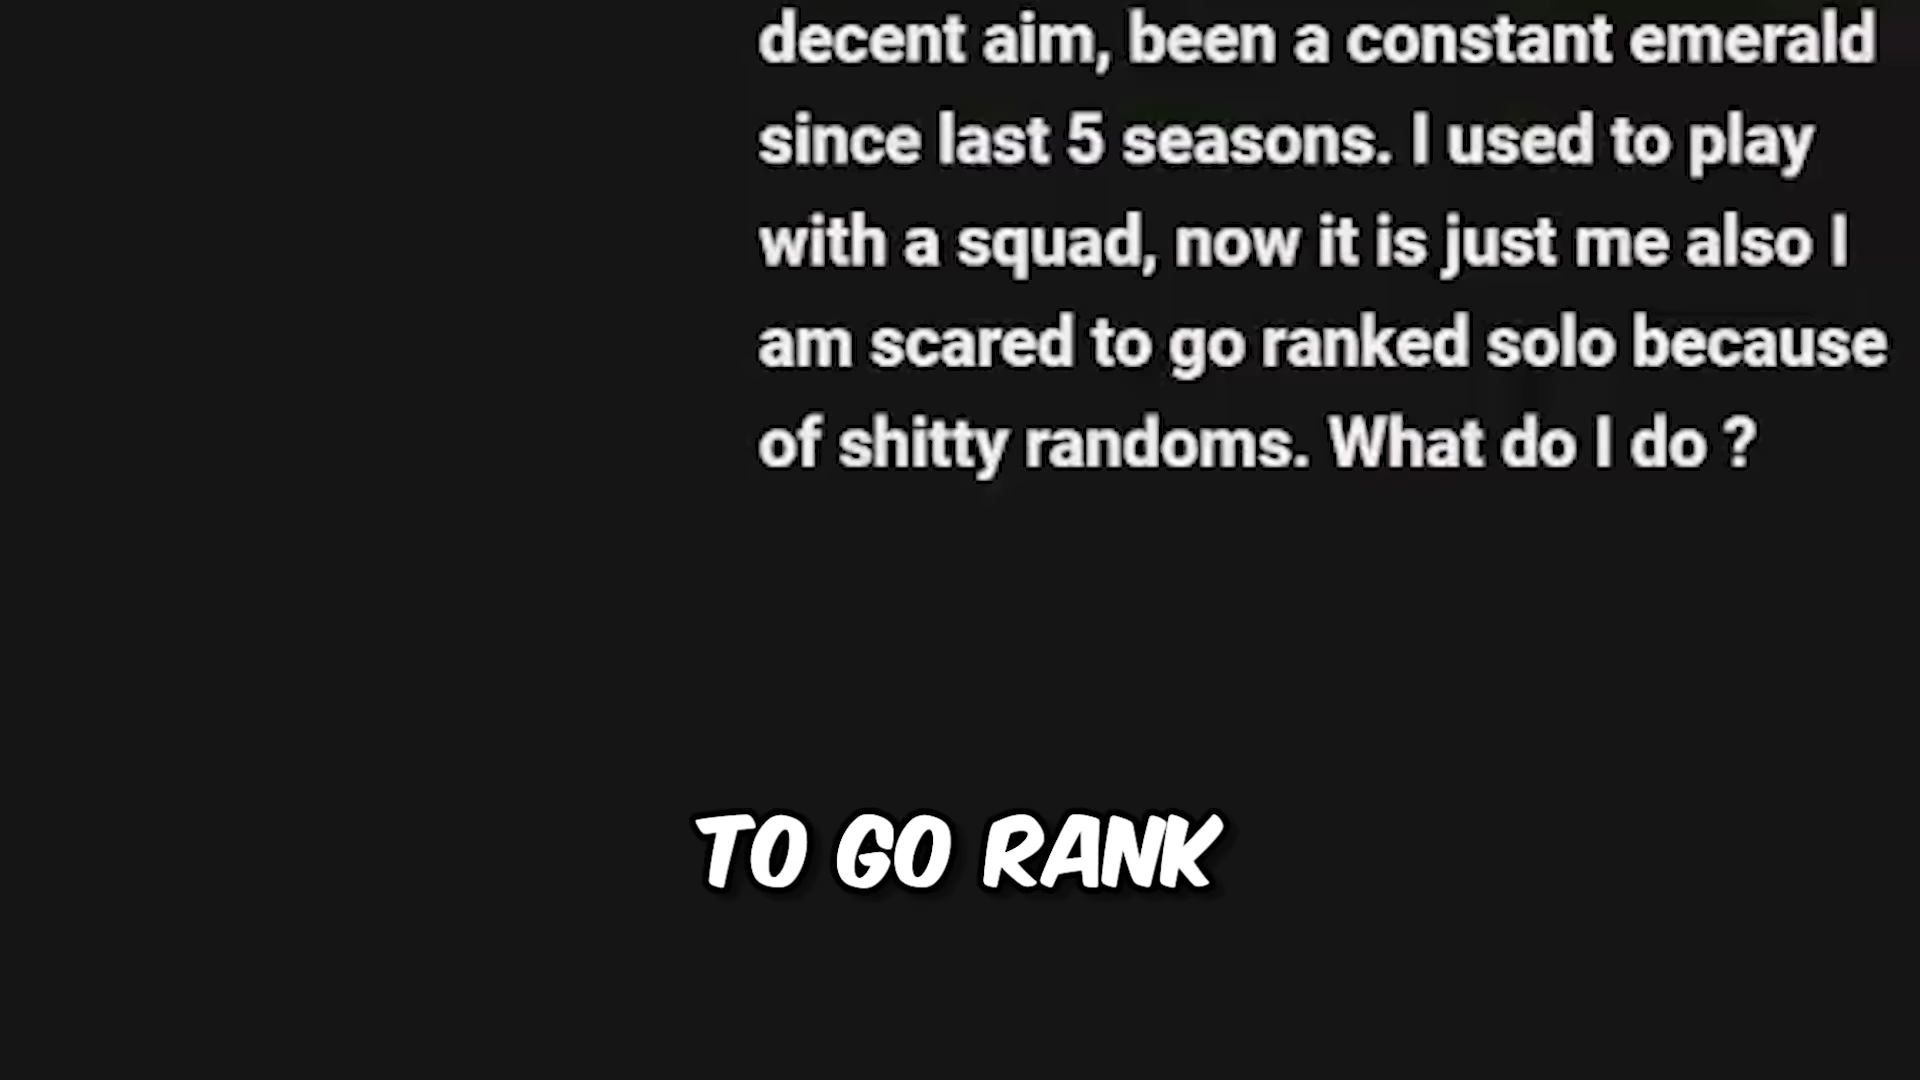 decent aim, been a constant emerald
since last 5 seasons. I used to play
with a squad, now it is just me also I
am scared to go ranked solo because
of shitty randoms. What do I do ?
TO GO RANK